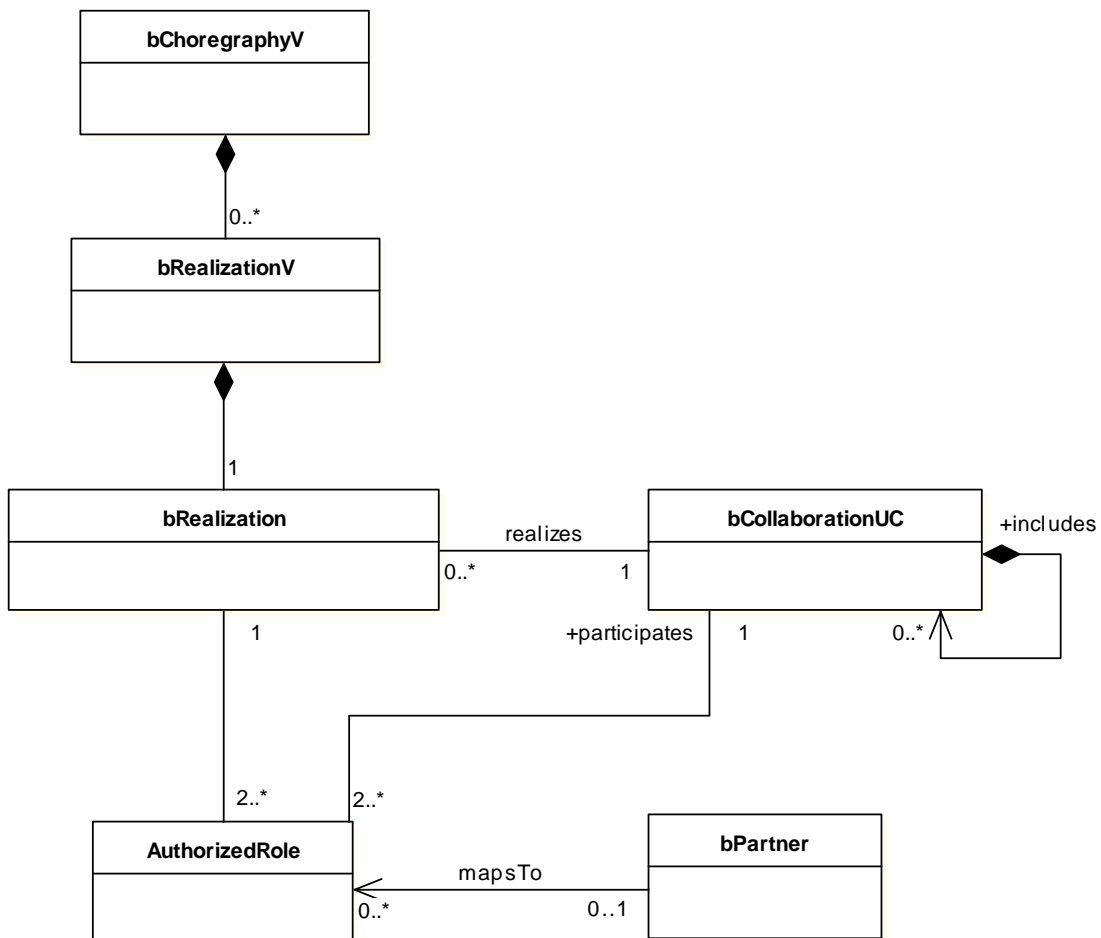 bChoregraphyV
0..*
bRealizationV
1
bRealization
bCollaborationUC
+includes
realizes
0..*
1
1
+participates
1
0..*
2..*
2..*
AuthorizedRole
bPartner
mapsTo
0..*
0..1